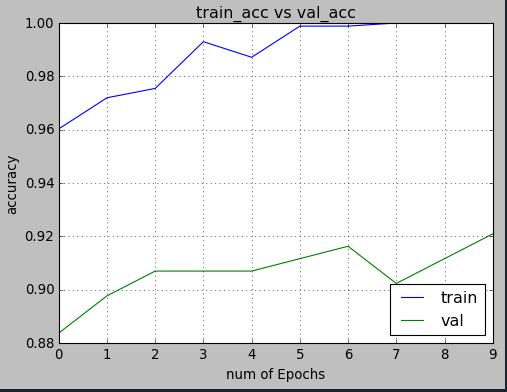 train_acc vs val_acc
1.00
0.98
0.96
0.94
0.92
0.90
0.88
accuracy
train
val
0 1 2 3 4 5 6 7 8 9
num of Epochs